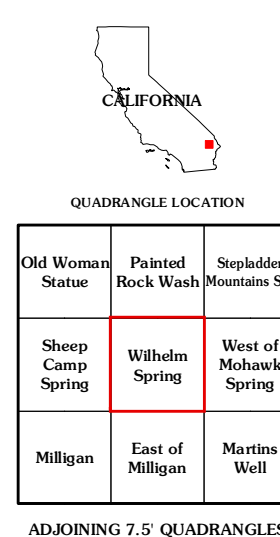 CALIFORNIA
QUADRANGLE LOCATION
Old Woman Statue
Painted Rock Wash
Stepladder Mountains S
Sheep Camp Spring
Wilhelm Spring
West of Mohawk Spring
Milligan
East of Milligan
Martins Well
ADJOINING 7.5' QUADRANGLES